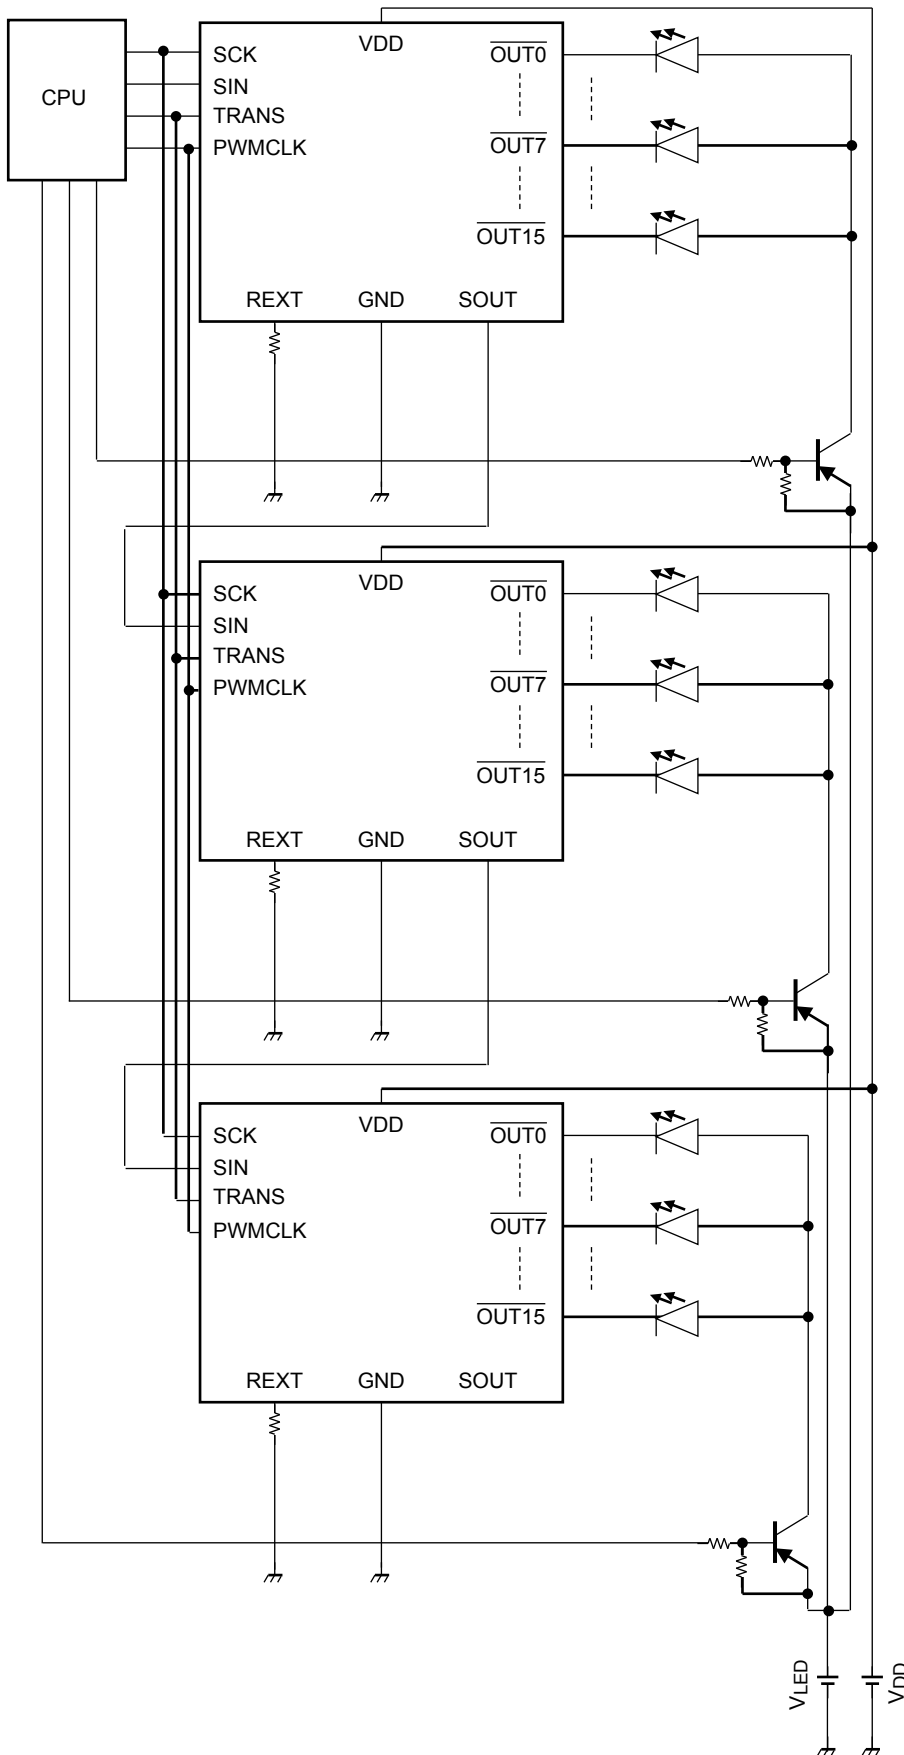 CPU
VDD
SCK
SIN
TRANS
PWMCLK
OUT0
OUT7
OUT15
REXT GND SOUT
VDD
SCK
SIN
TRANS
PWMCLK
OUT0
OUT7
OUT15
REXT GND SOUT
VDD
SCK
SIN
TRANS
PWMCLK
OUT0
OUT7
OUT15
REXT GND SOUT
VLED
VDD